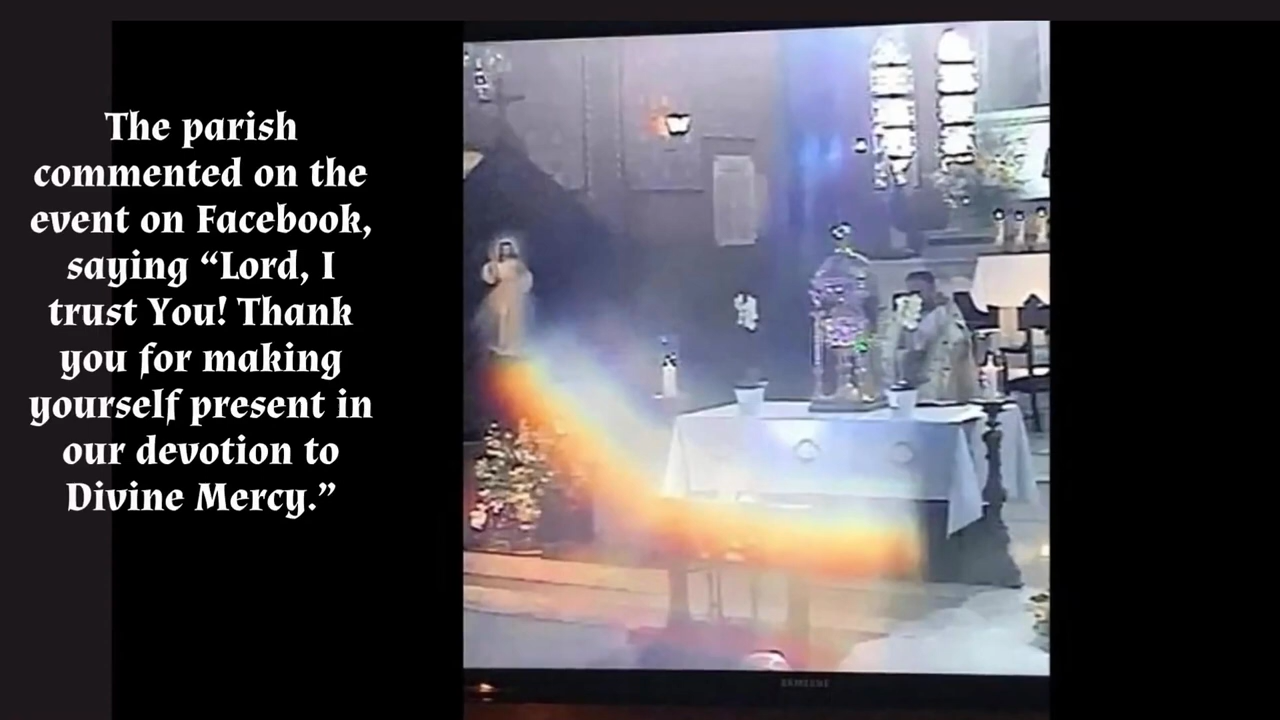 The parish
commented on the
event on Facebook,
saying “Lord, I
trust You! Thank
you for making
yourself present in
our devotion to
Divine Mercy.”
SAMSUNG